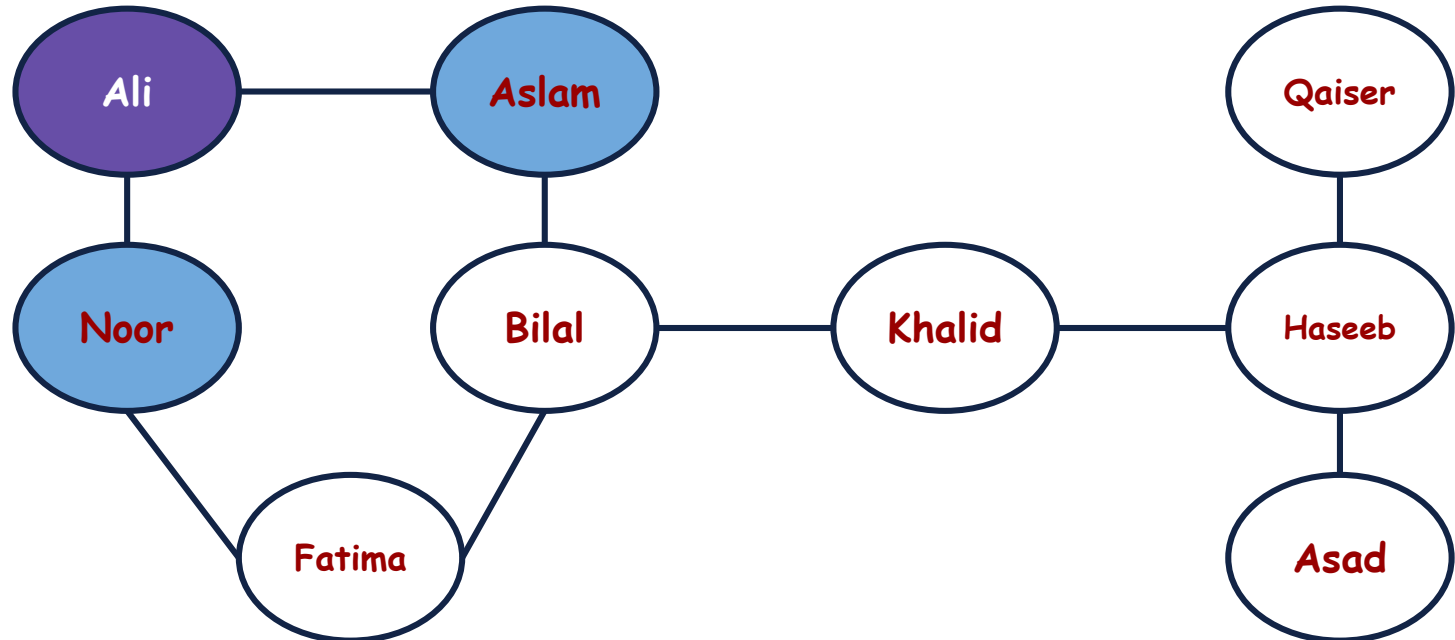 Ali
Aslam
Qaiser
Noor
Bilal
Khalid
Haseeb
Fatima
Asad